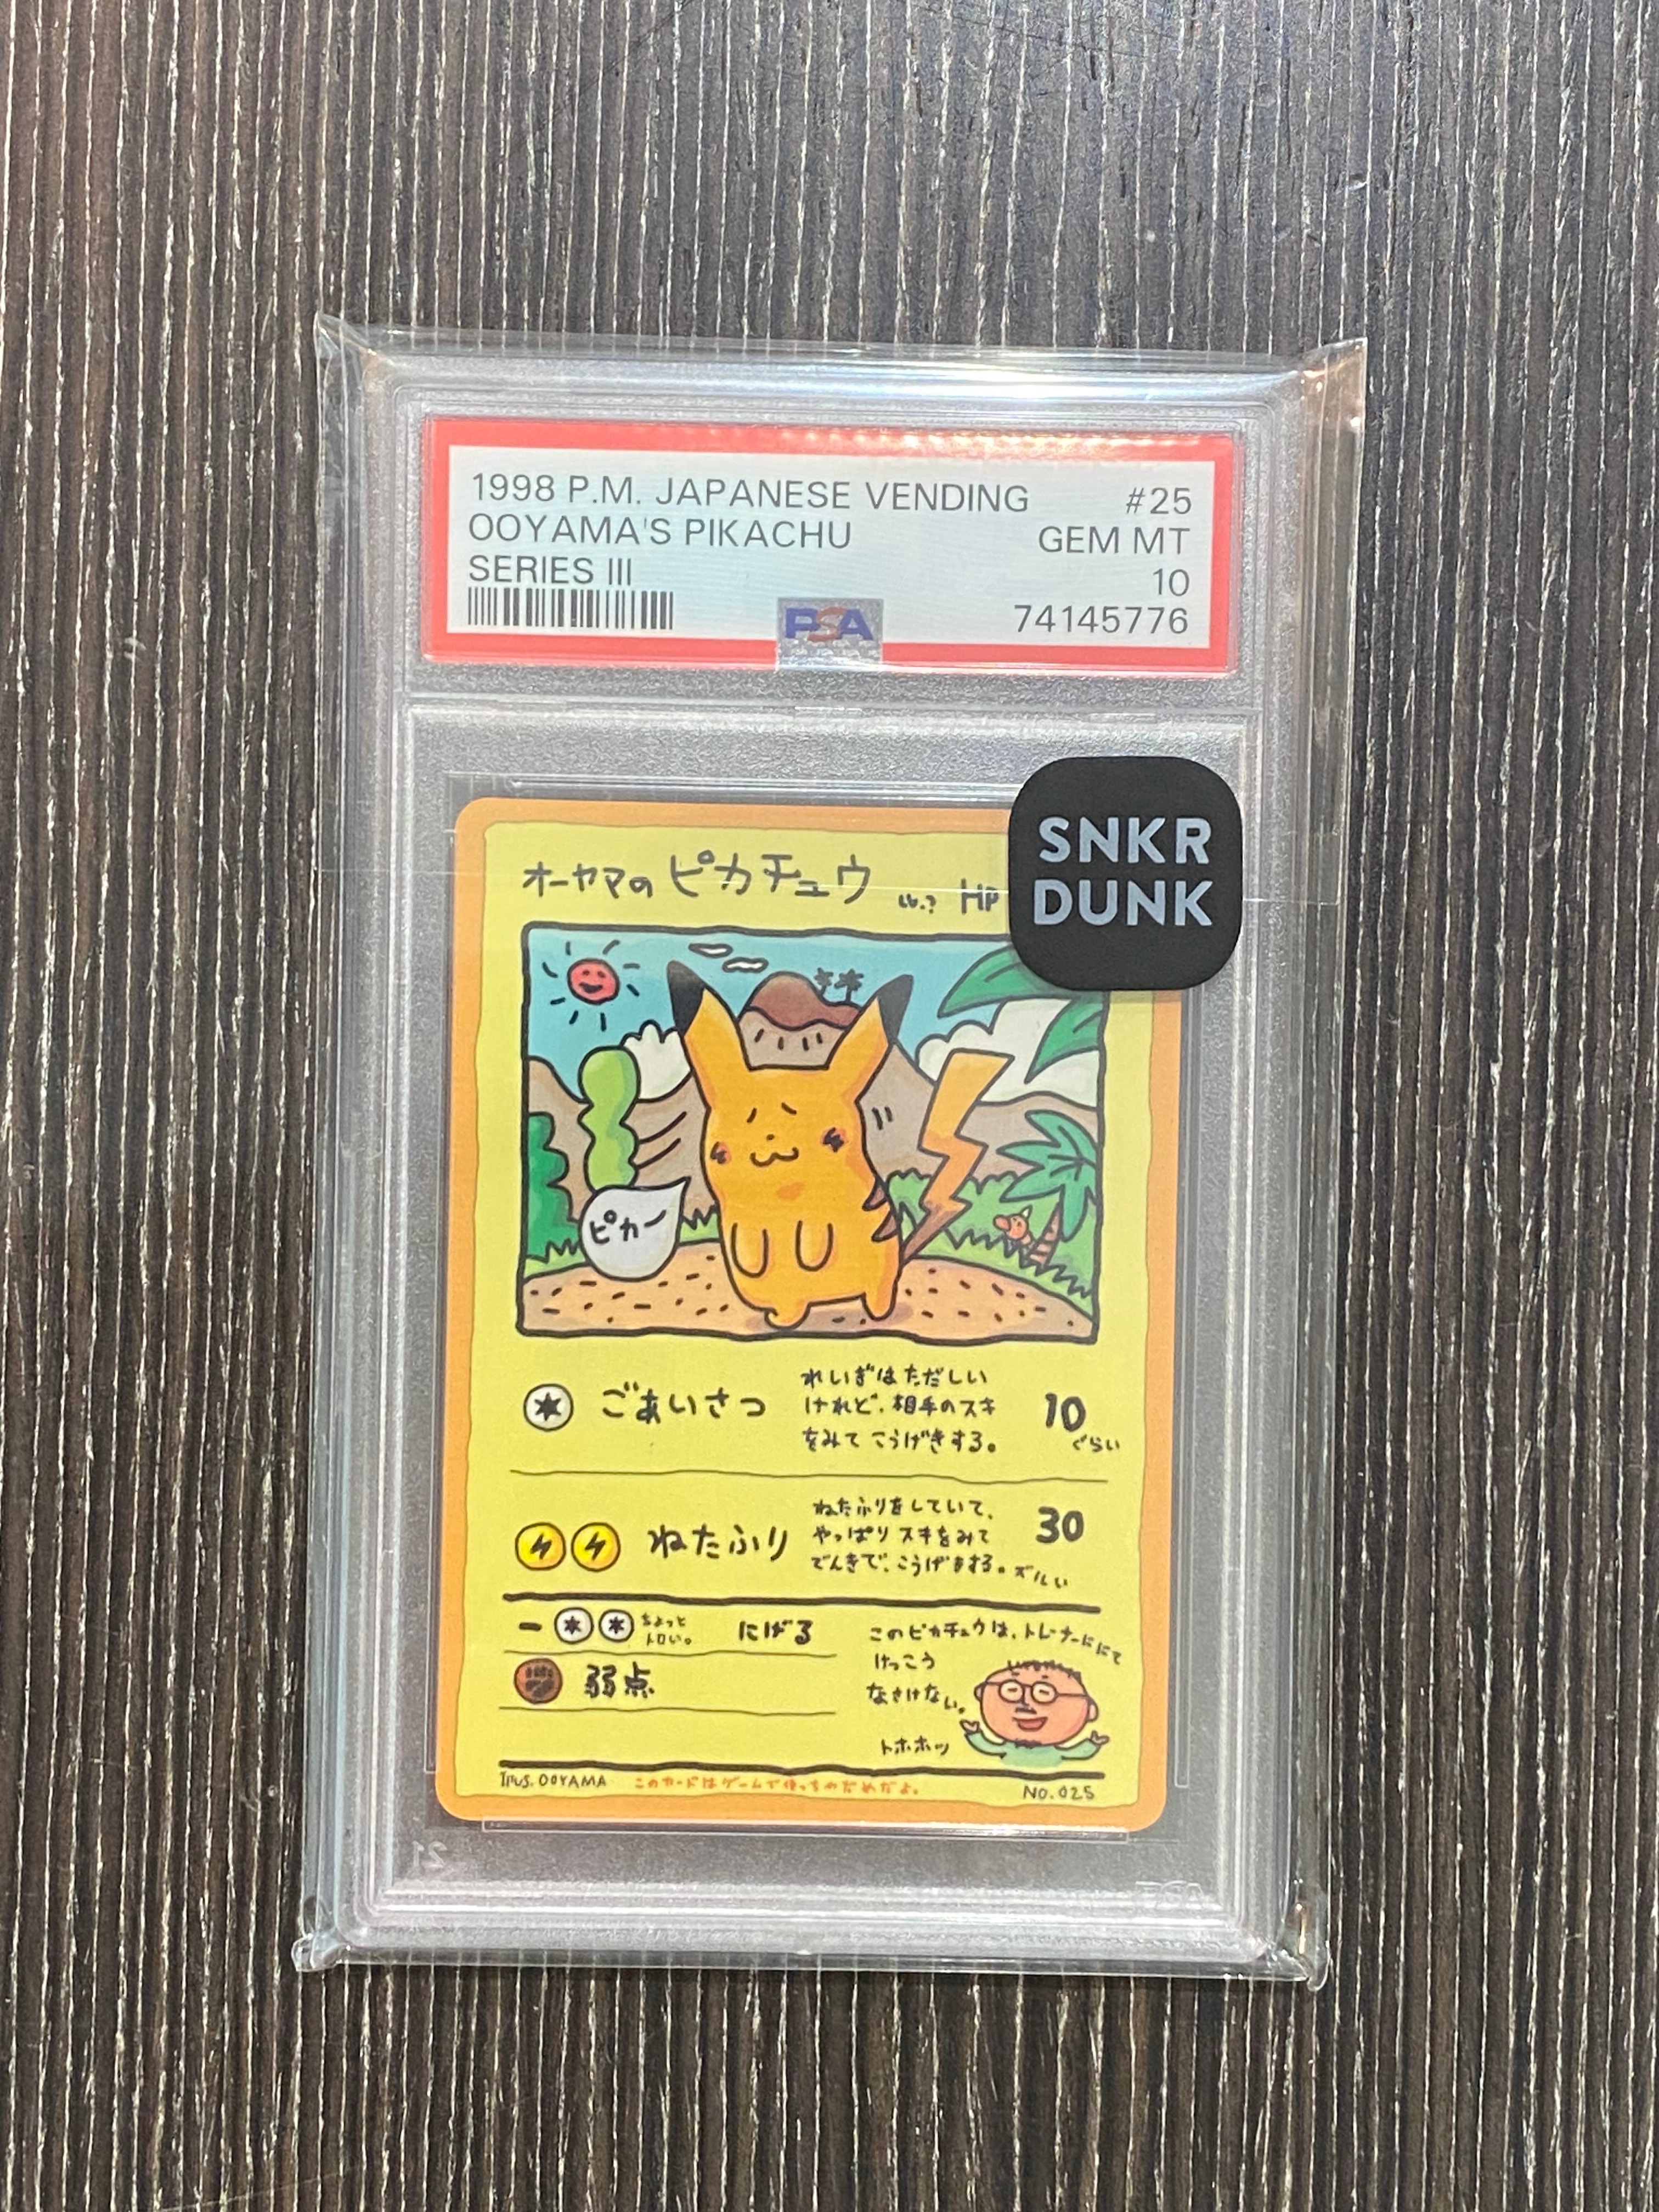 1998 P.M. JAPANESE VENDING #25
OOYAMA'S PIKACHU GEM MT
SERIES III 10
74145776
PSA
SNKR
DUNK
オーヤマのピカチュウ Lv.? HP
ピカー
ごあいさつ
れいぎはただしい
けれど、相手のスキ
をみてこうげきする。
10
ぐらい
ねたふり
ねたふりをしていて、
やっぱりスキをみて
でんきで、こうげきする。ズルい
30
ちょっと
トロい。
にげる
弱点
このピカチュウは、トレーナーににて
けっこう
なさけない。
トホホッ
Illus. OOYAMA このカードはゲームで使っちゃだめだよ。 No.025